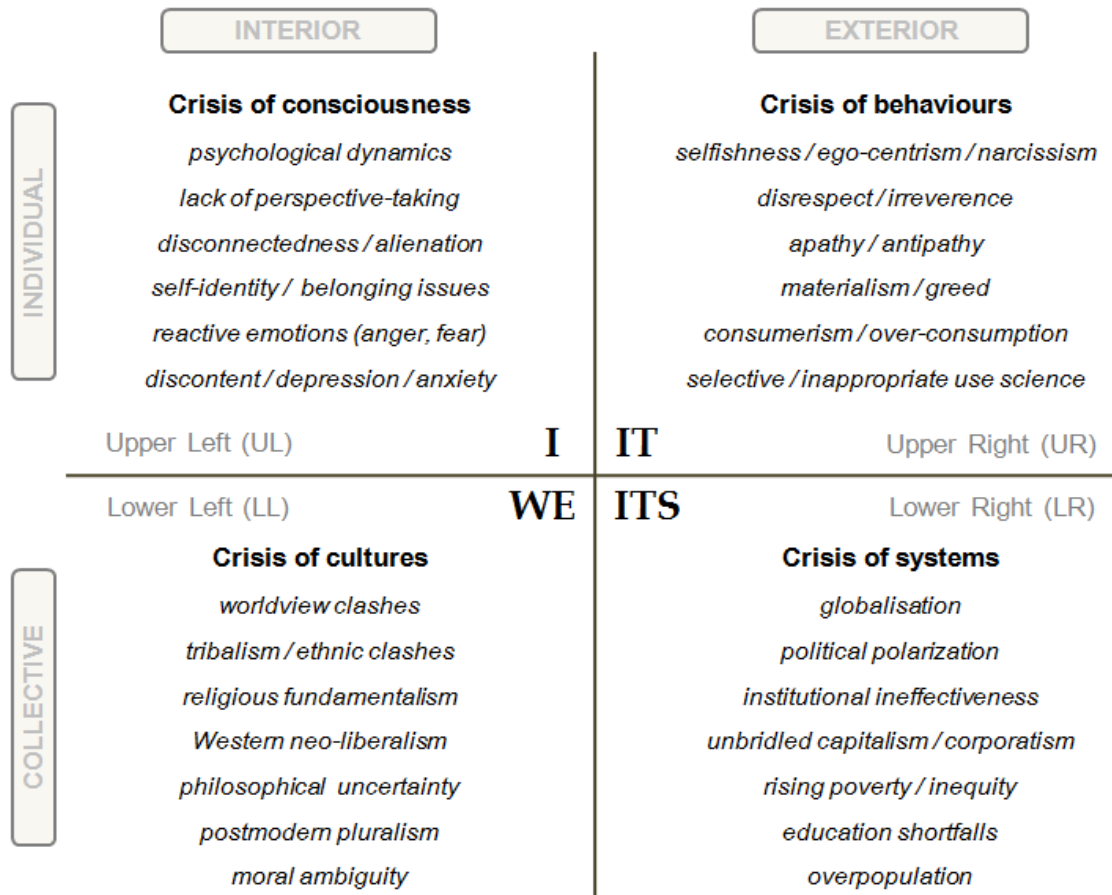 INTERIOR
EXTERIOR
INDIVIDUAL
Crisis of consciousness
psychological dynamics
lack of perspective-taking
disconnectedness / alienation
self-identity / belonging issues
reactive emotions (anger, fear)
discontent / depression / anxiety
Upper Left (UL)
I
Crisis of behaviours
selfishness / ego-centrism / narcissism
disrespect / irreverence
apathy / antipathy
materialism / greed
consumerism / over-consumption
selective / inappropriate use science
IT
Upper Right (UR)
COLLECTIVE
Lower Left (LL)
WE
Crisis of cultures
worldview clashes
tribalism / ethnic clashes
religious fundamentalism
Western neo-liberalism
philosophical uncertainty
postmodern pluralism
moral ambiguity
ITS
Lower Right (LR)
Crisis of systems
globalisation
political polarization
institutional ineffectiveness
unbridled capitalism / corporatism
rising poverty / inequity
education shortfalls
overpopulation